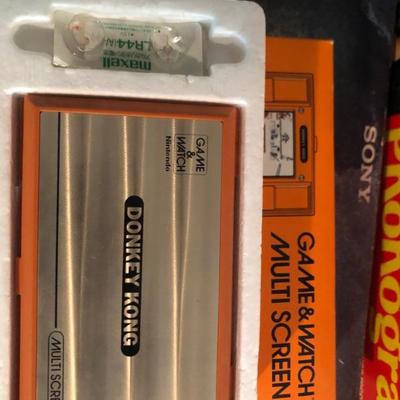 maxell
LR44(A)
GAME
&
WATCH
Nintendo
DONKEY KONG
MULTI SCRE
GAME & WATCH
MULTI SCREEN
SONY
PRONOgra